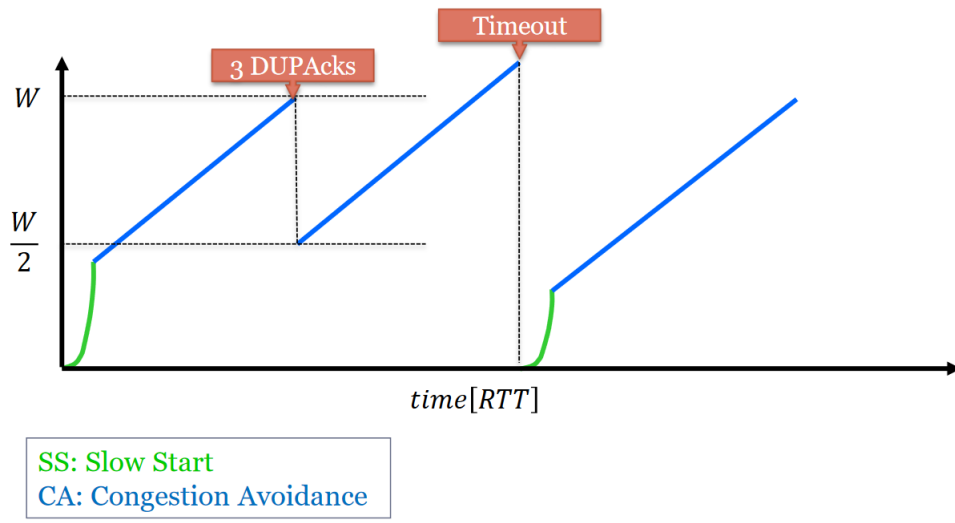 Timeout
3 DUPAcks
W
W
2
time[RTT]
SS: Slow Start
CA: Congestion Avoidance